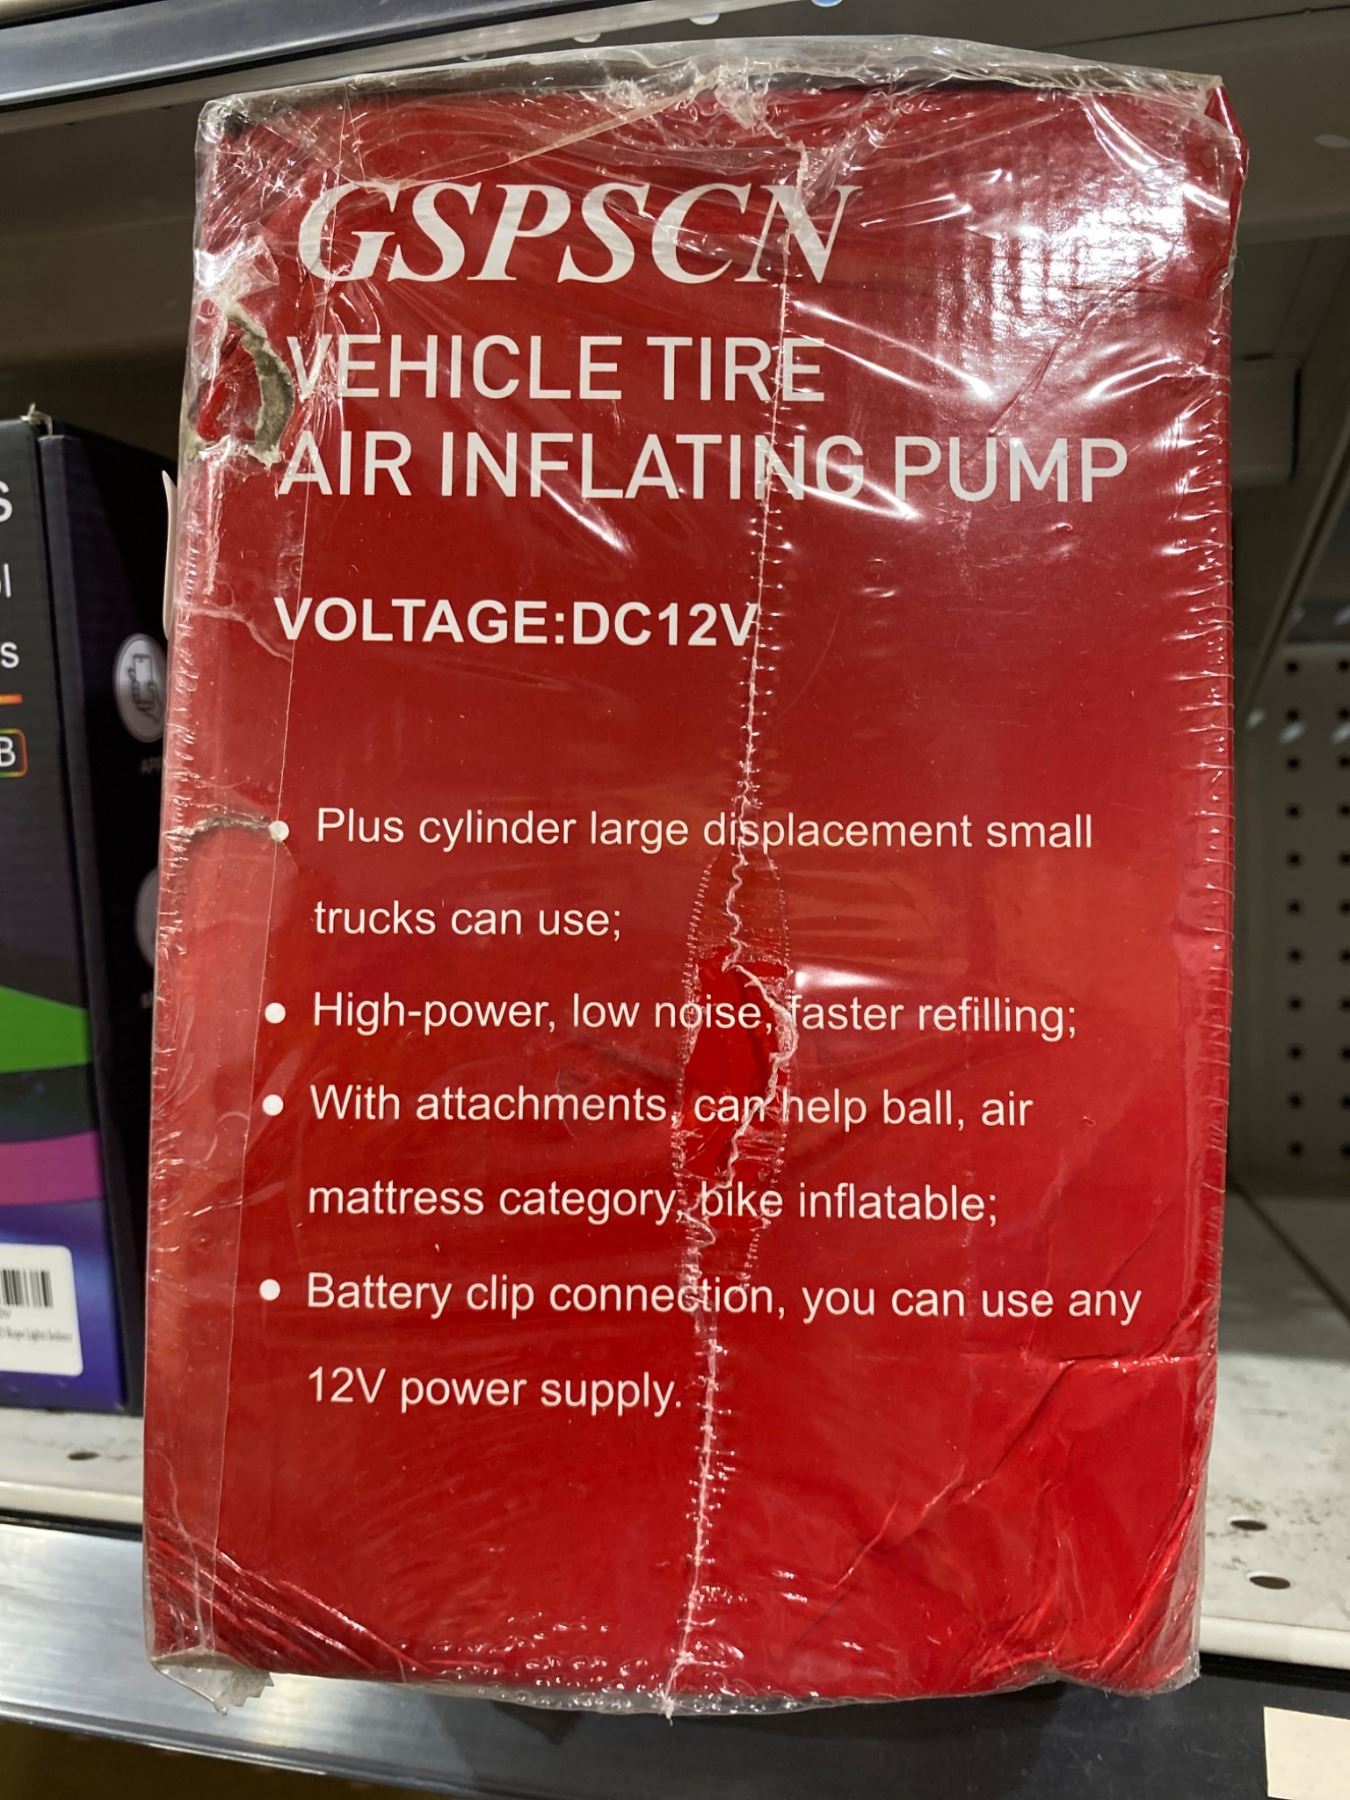 GSPSCN
VEHICLE TIRE
AIR INFLATING PUMP
VOLTAGE:DC12V
• Plus cylinder large displacement small
trucks can use;
• High-power, low noise, faster refilling;
• With attachments, can help ball, air
mattress category, bike inflatable;
• Battery clip connection, you can use any
12V power supply.